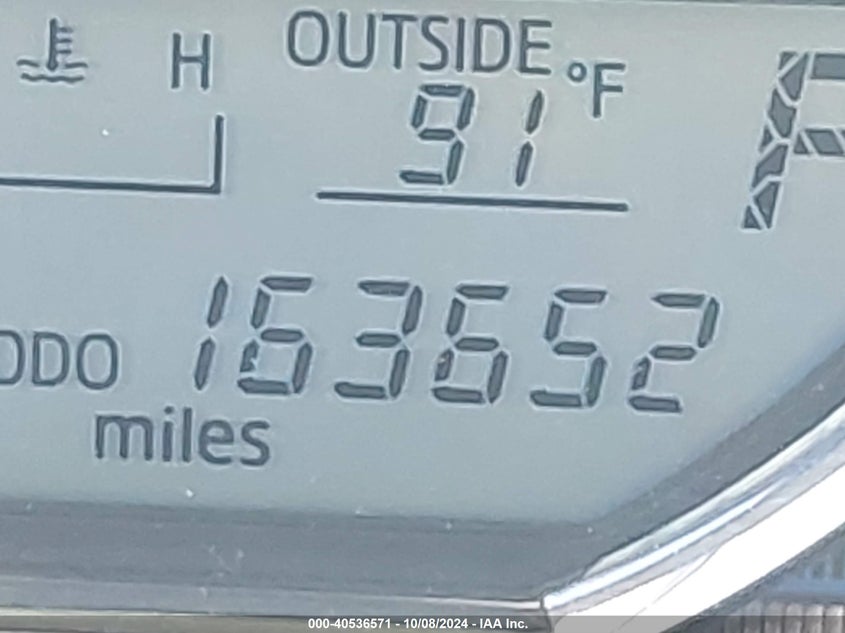 H
OUTSIDE
91 °F
P
ODO 163652
miles
000-40536571 - 10/08/2024 - IAA Inc.